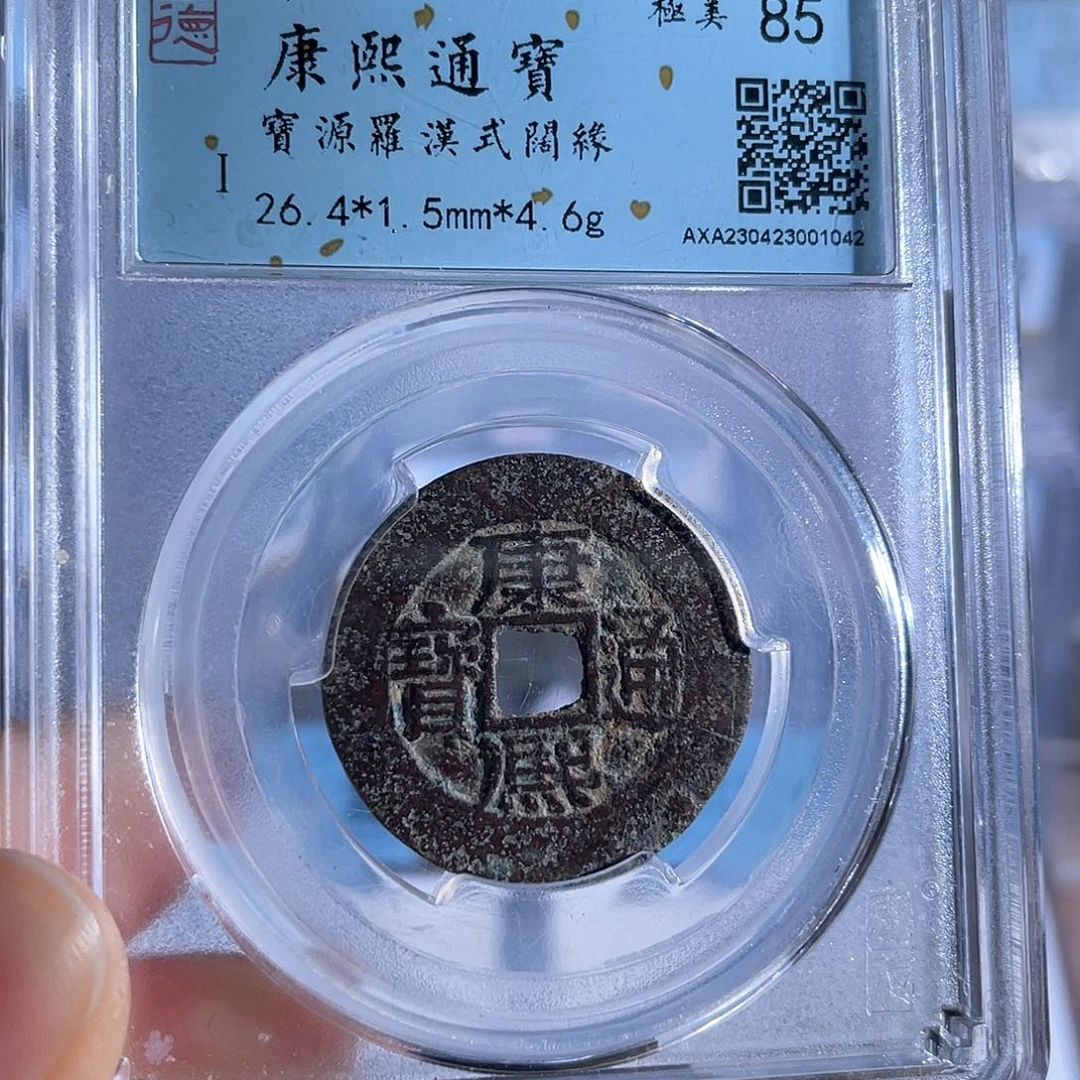 德
極美 85
康熙通寶
寶源羅漢式闊緣
I 26.4*1.5mm*4.6g
AXA230423001042
康
寶 通
熙